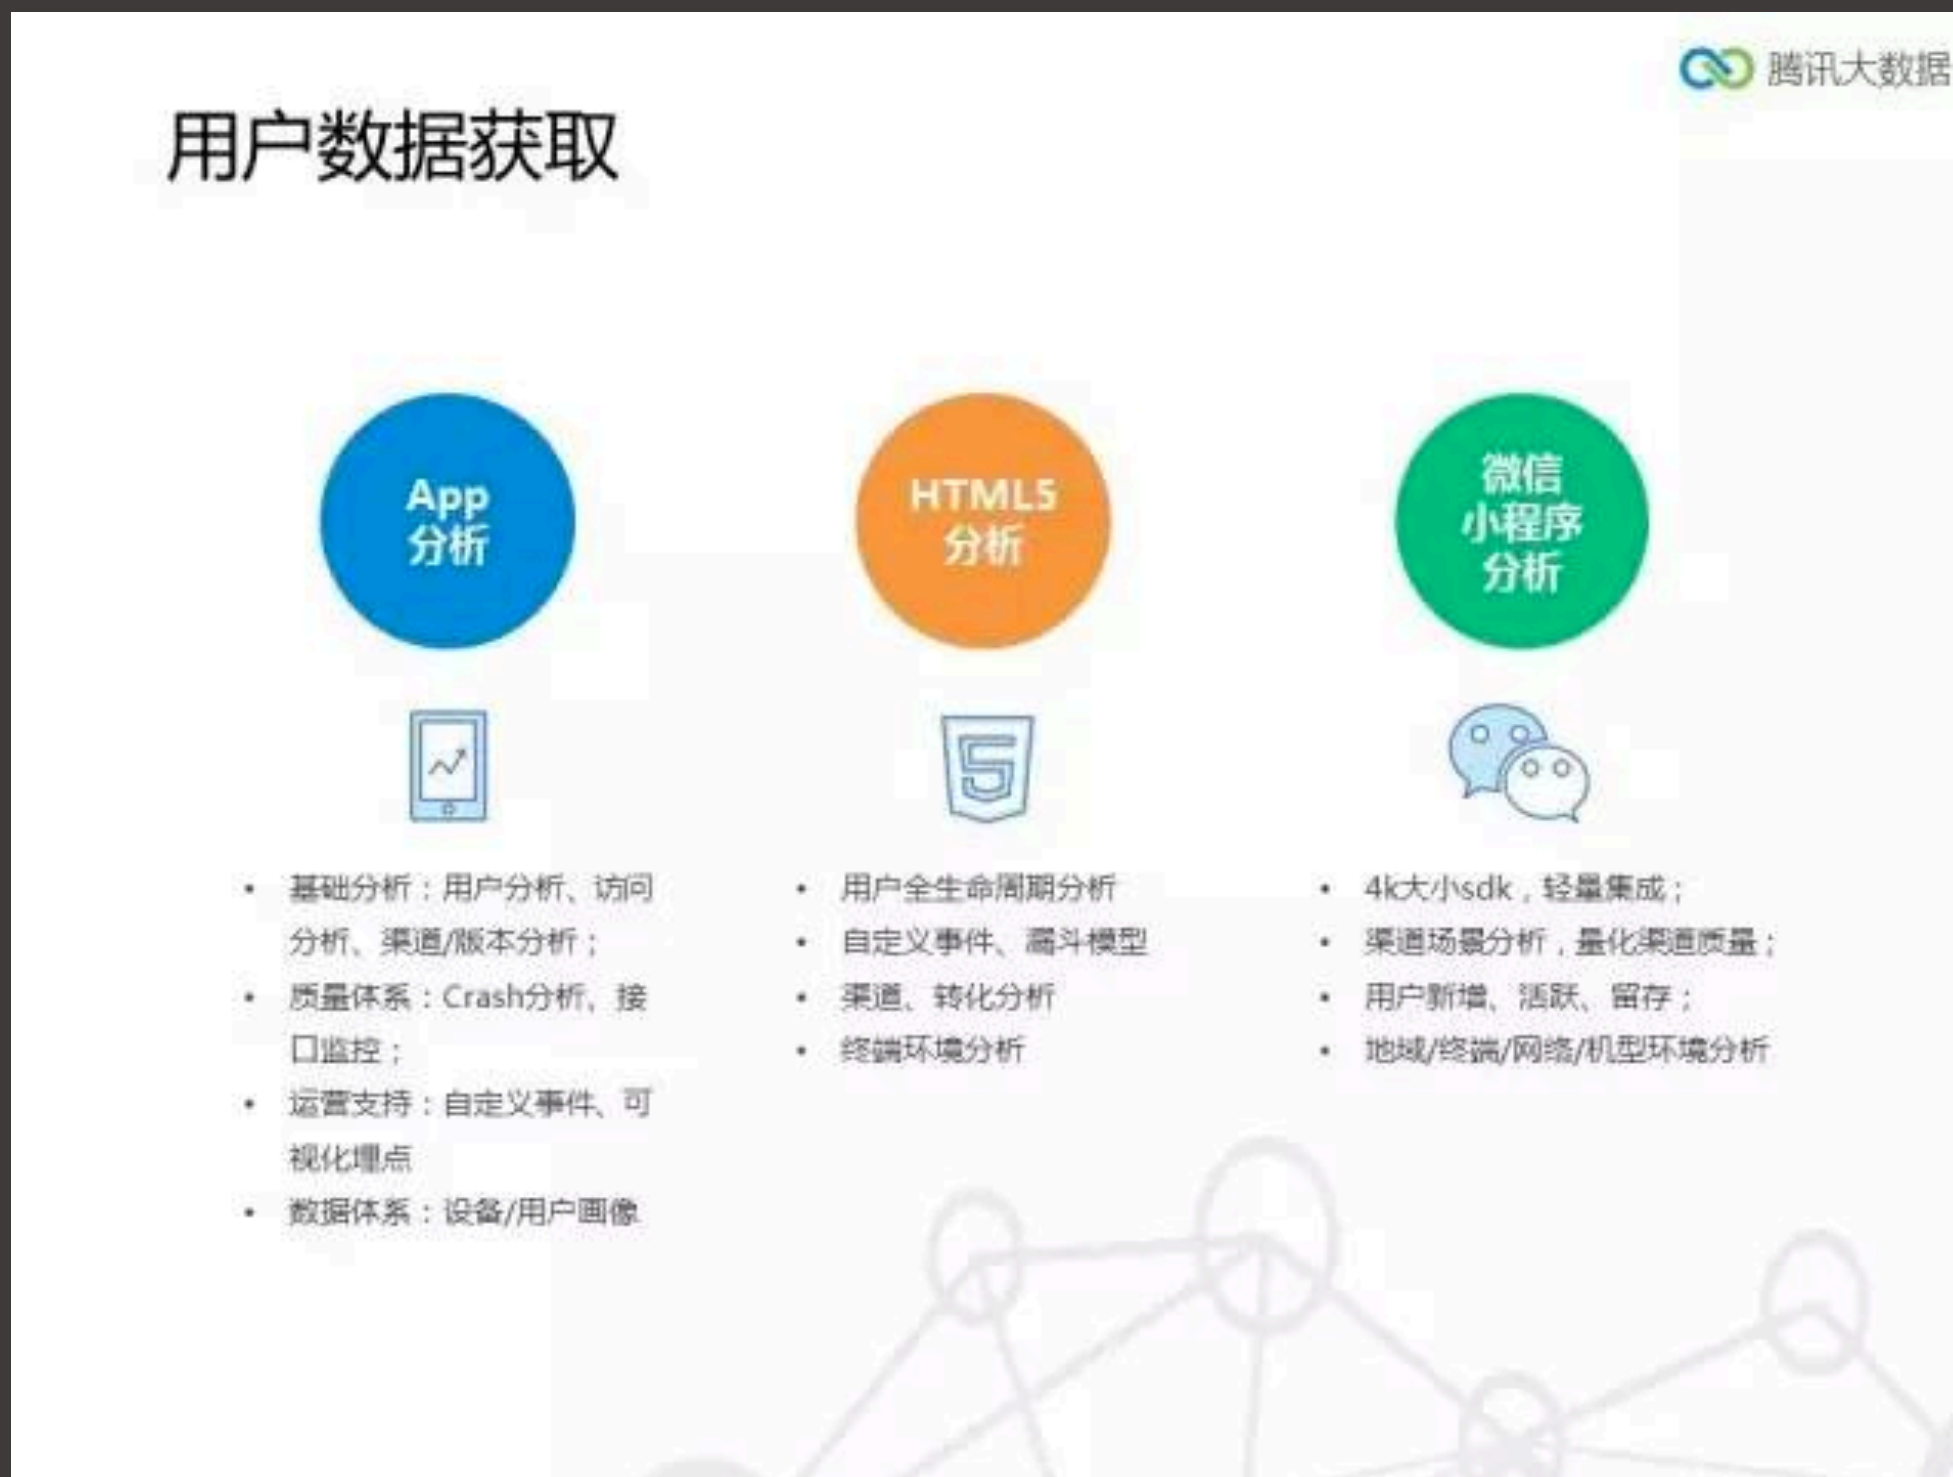 腾讯大数据
用户数据获取
App
分析
基础分析：用户分析、访问
分析、渠道/版本分析；
质量体系：Crash分析、接
口监控；
运营支持：自定义事件、可
视化埋点
数据体系：设备/用户画像
HTML5
分析
5
用户全生命周期分析
自定义事件、漏斗模型
渠道、转化分析
终端环境分析
微信
小程序
分析
4k大小sdk，轻量集成；
渠道场景分析，量化渠道质量；
用户新增、活跃、留存；
地域/终端/网络/机型环境分析